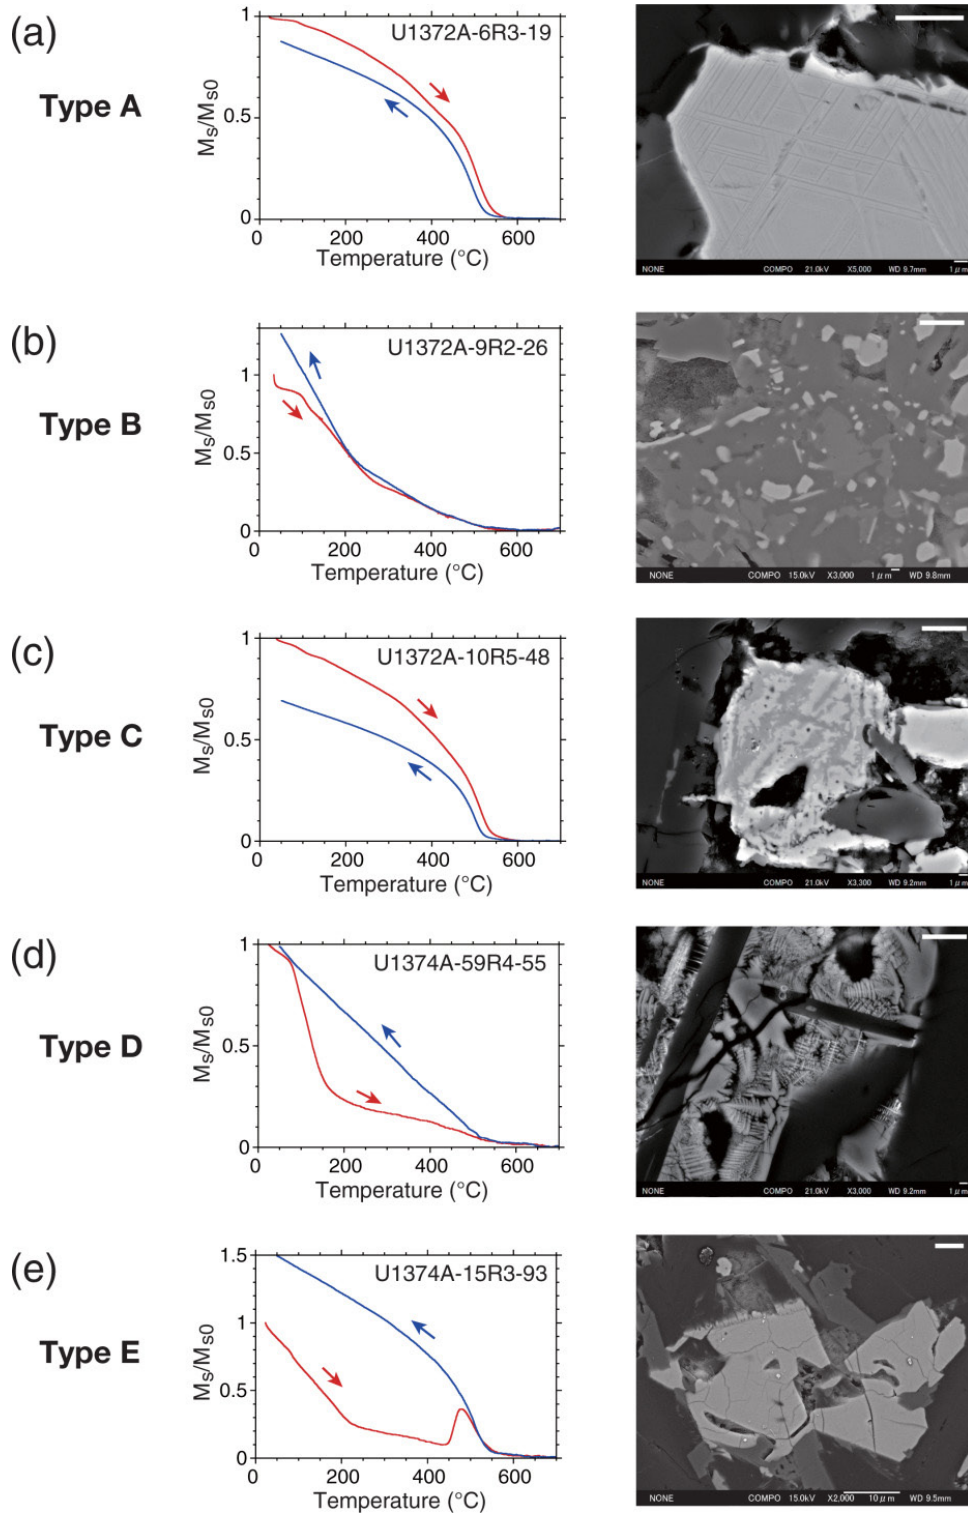 (a)
Type A
U1372A-6R3-19
1
0.5
0
Ms/Ms0
0 200 400 600
Temperature (°C)
NONE COMPO 21.0kV X5,000 WD 9.7mm 1μm
(b)
Type B
U1372A-9R2-26
1
0.5
0
Ms/Ms0
0 200 400 600
Temperature (°C)
NONE COMPO 15.0kV X3,000 1μm WD 9.8mm
(c)
Type C
U1372A-10R5-48
1
0.5
0
Ms/Ms0
0 200 400 600
Temperature (°C)
NONE COMPO 21.0kV X3,300 WD 9.2mm 1μm
(d)
Type D
U1374A-59R4-55
1
0.5
0
Ms/Ms0
0 200 400 600
Temperature (°C)
NONE COMPO 21.0kV X3,000 WD 9.2mm 1μm
(e)
Type E
U1374A-15R3-93
1.5
1
0.5
0
Ms/Ms0
0 200 400 600
Temperature (°C)
NONE COMPO 15.0kV X2,000 10μm WD 9.5mm